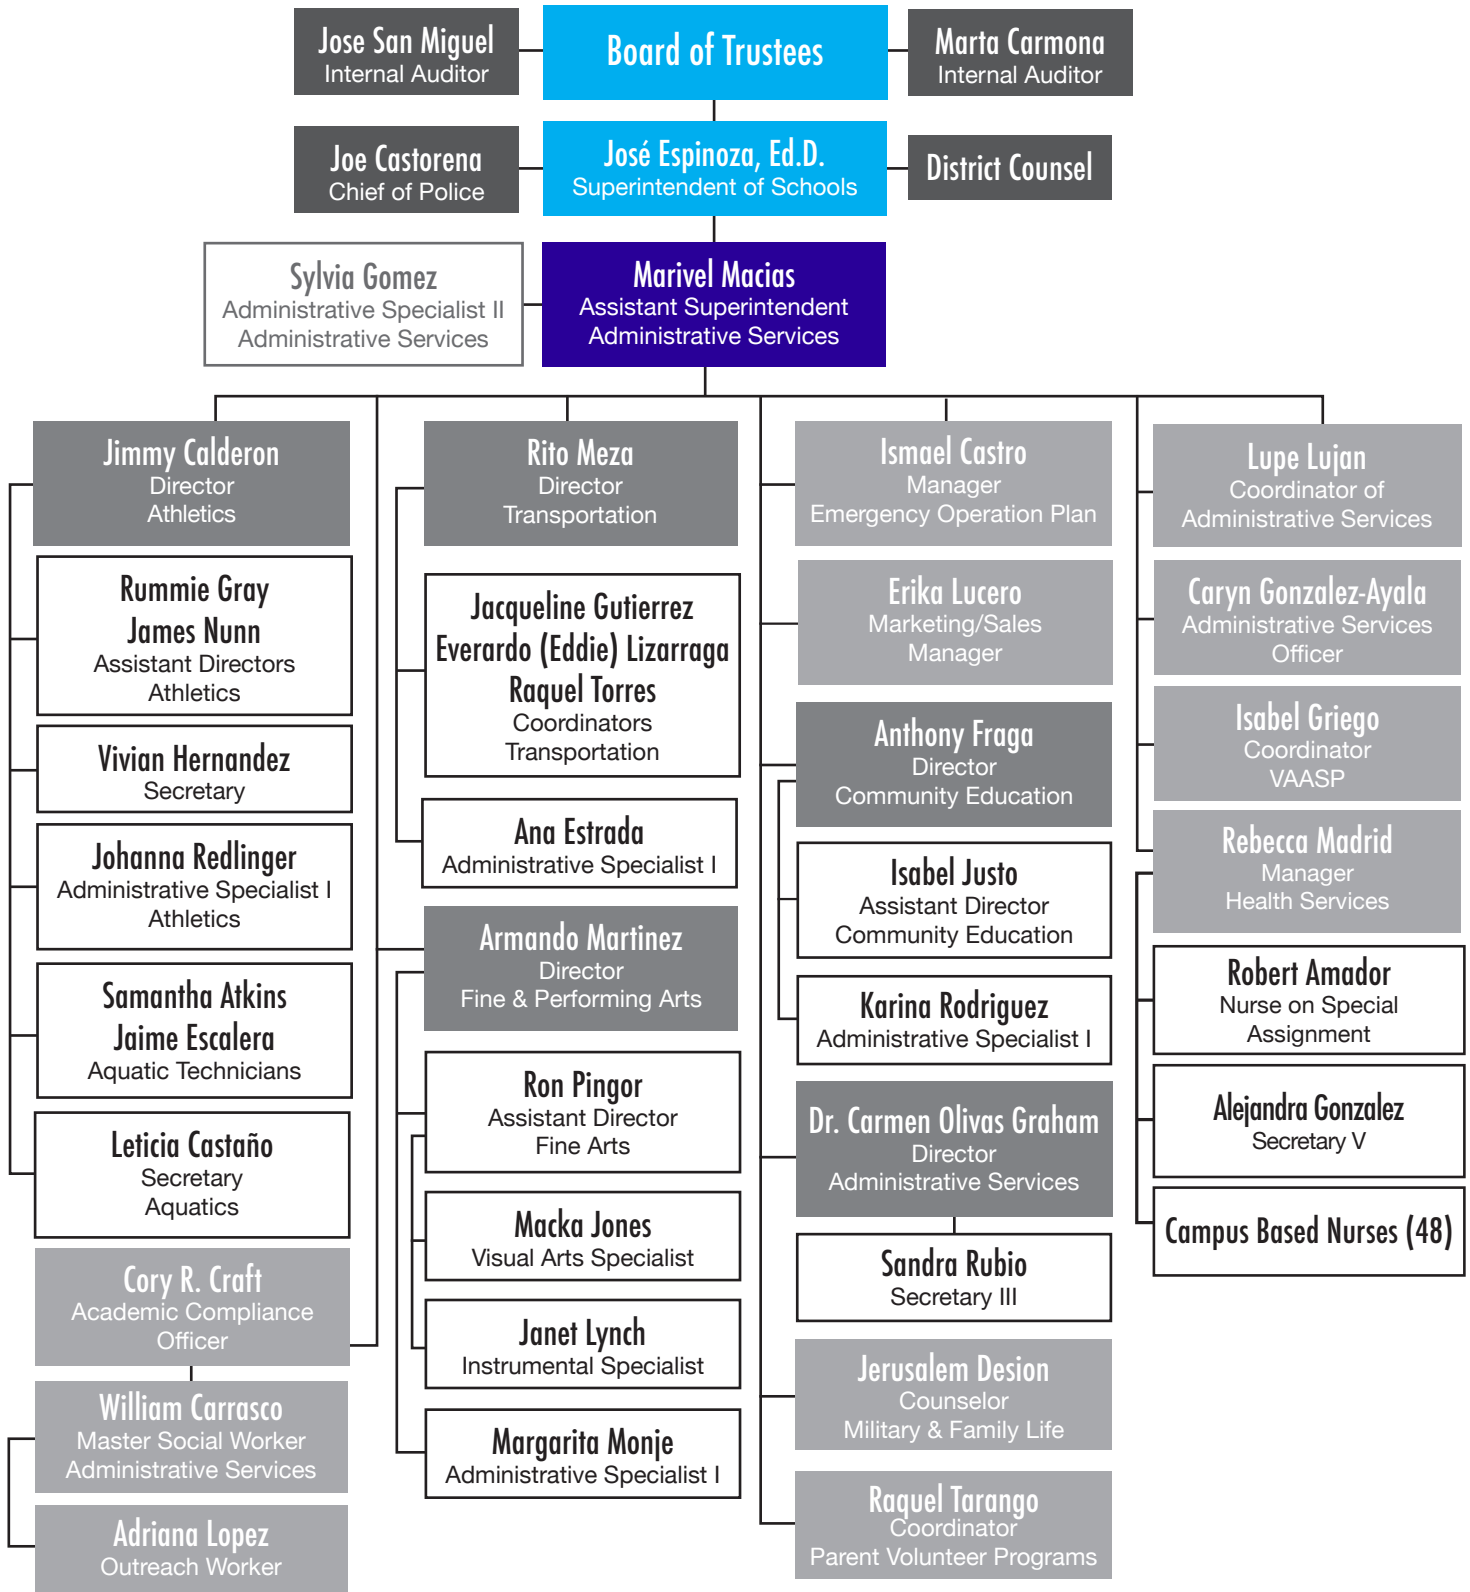 Jose San Miguel
Internal Auditor
Board of Trustees
Marta Carmona
Internal Auditor
Joe Castorena
Chief of Police
José Espinoza, Ed.D.
Superintendent of Schools
District Counsel
Sylvia Gomez
Administrative Specialist II
Administrative Services
Marivel Macias
Assistant Superintendent
Administrative Services
Jimmy Calderon
Director
Athletics
Rummie Gray
James Nunn
Assistant Directors
Athletics
Vivian Hernandez
Secretary
Johanna Redlinger
Administrative Specialist I
Athletics
Samantha Atkins
Jaime Escalera
Aquatic Technicians
Leticia Castaño
Secretary
Aquatics
Cory R. Craft
Academic Compliance
Officer
William Carrasco
Master Social Worker
Administrative Services
Adriana Lopez
Outreach Worker
Rito Meza
Director
Transportation
Jacqueline Gutierrez
Everardo (Eddie) Lizarraga
Raquel Torres
Coordinators
Transportation
Ana Estrada
Administrative Specialist I
Armando Martinez
Director
Fine & Performing Arts
Ron Pingor
Assistant Director
Fine Arts
Macka Jones
Visual Arts Specialist
Janet Lynch
Instrumental Specialist
Margarita Monje
Administrative Specialist I
Ismael Castro
Manager
Emergency Operation Plan
Erika Lucero
Marketing/Sales
Manager
Anthony Fraga
Director
Community Education
Isabel Justo
Assistant Director
Community Education
Karina Rodriguez
Administrative Specialist I
Dr. Carmen Olivas Graham
Director
Administrative Services
Sandra Rubio
Secretary III
Jerusalem Desion
Counselor
Military & Family Life
Raquel Tarango
Coordinator
Parent Volunteer Programs
Lupe Lujan
Coordinator of
Administrative Services
Caryn Gonzalez-Ayala
Administrative Services
Officer
Isabel Griego
Coordinator
VAASP
Rebecca Madrid
Manager
Health Services
Robert Amador
Nurse on Special
Assignment
Alejandra Gonzalez
Secretary V
Campus Based Nurses (48)